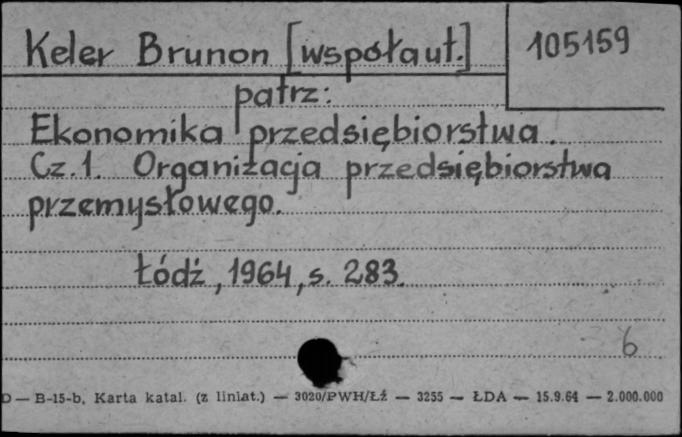 Keler Brunon [współaut.]
105159
patrz:
Ekonomika przedsiębiorstwa.
Cz.1. Organizacja przedsiębiorstwa
przemysłowego.
Łódź, 1964, s. 283.
6
D — B-15-b, Karta katal. (z liniat.) — 3020/PWH/Łź — 3255 — ŁDA — 15.9.64 — 2.000.000